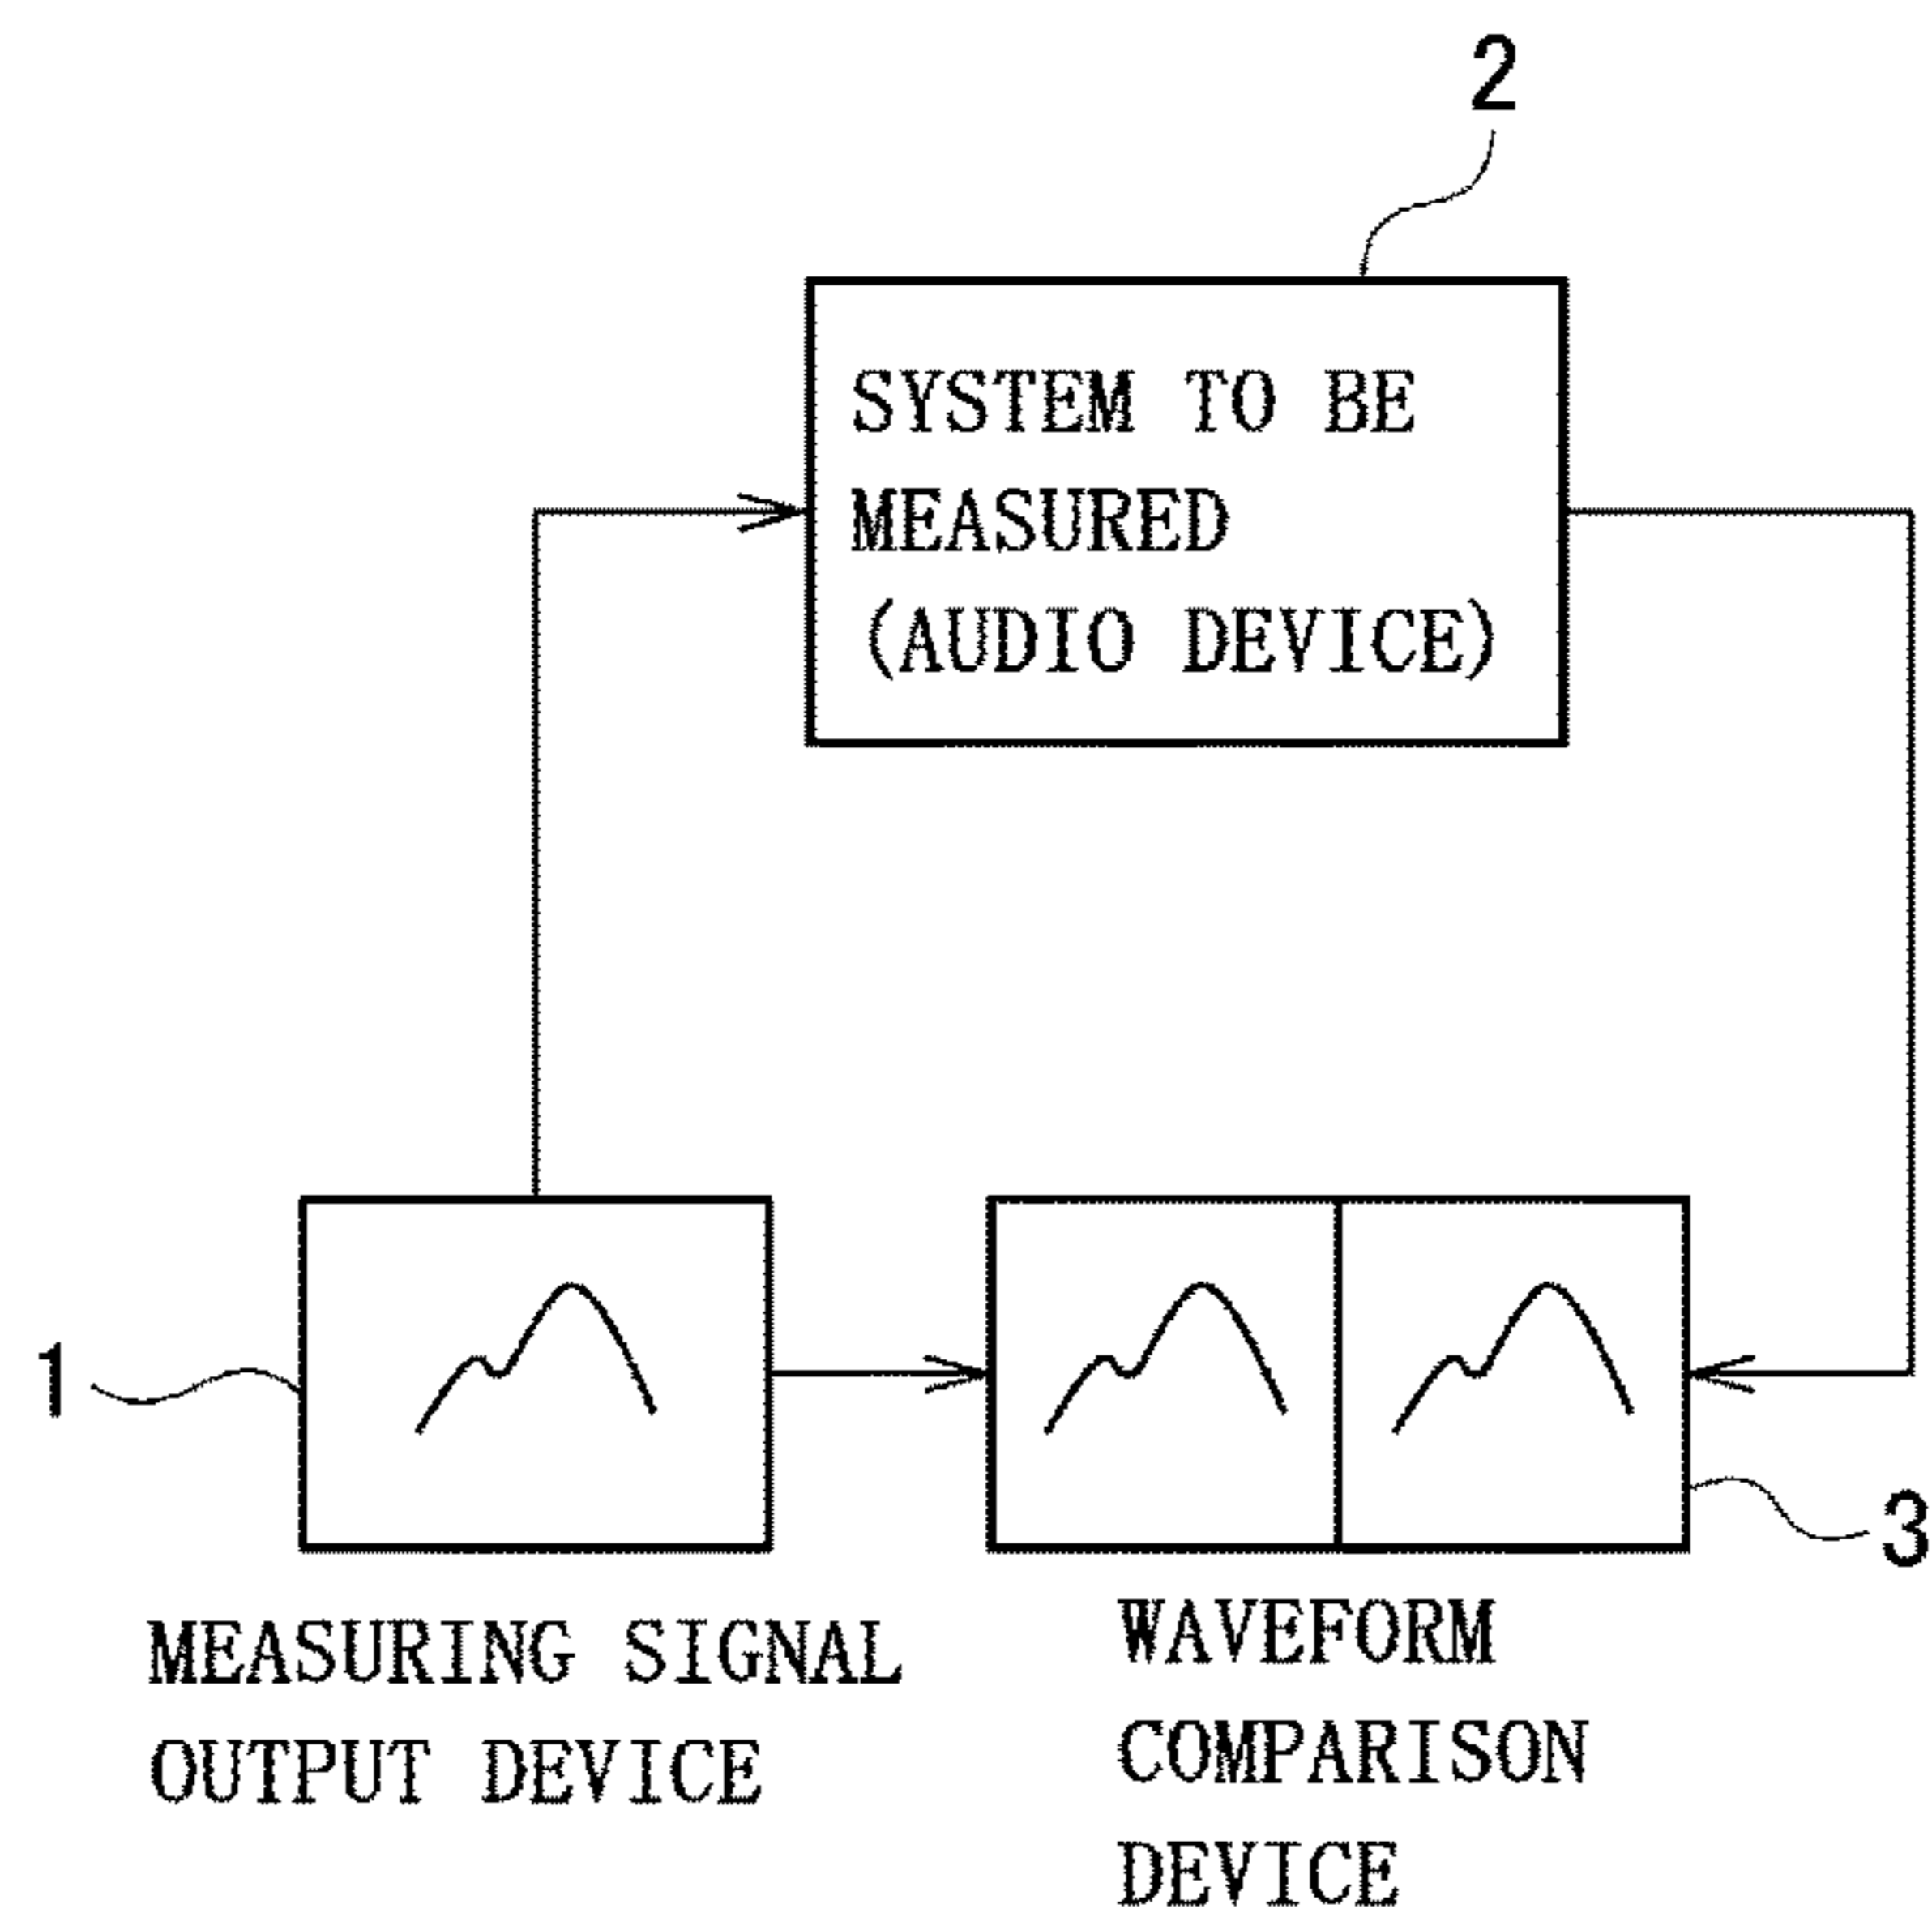 2
SYSTEM TO BE
MEASURED
(AUDIO DEVICE)
1
3
MEASURING SIGNAL
OUTPUT DEVICE
WAVEFORM
COMPARISON
DEVICE